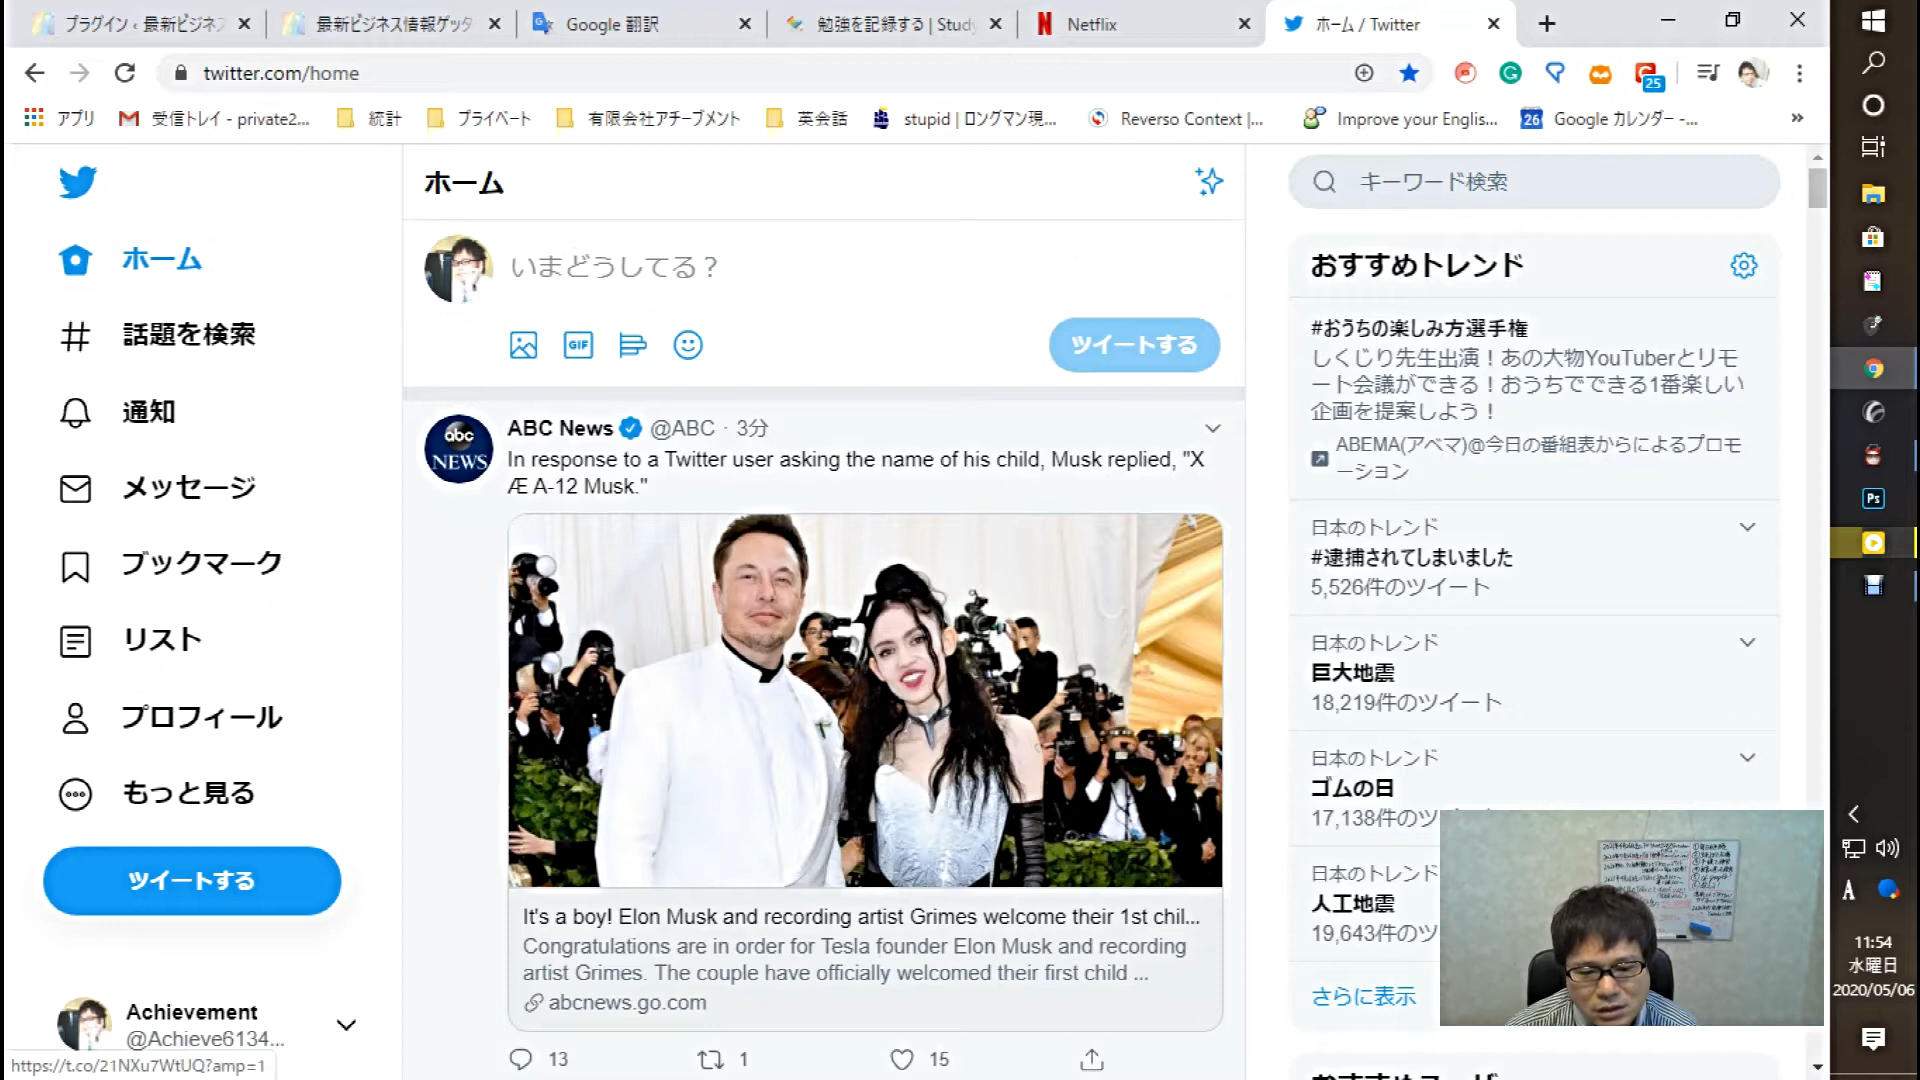 プラグイン ‹ 最新ビジネス
最新ビジネス情報ゲッタ
Google 翻訳
勉強を記録する | Stud
Netflix
ホーム / Twitter
twitter.com/home
25
アプリ
受信トレイ - private2...
統計
プライベート
有限会社アチーブメント
英会話
stupid | ロングマン現...
Reverso Context |...
Improve your Englis...
26
Google カレンダー -...
»
ホーム
話題を検索
通知
メッセージ
ブックマーク
リスト
プロフィール
もっと見る
ツイートする
Achievement
@Achieve6134...
https://t.co/21NXu7WtUQ?amp=1
ホーム
いまどうしてる？
GIF
ツイートする
abc
NEWS
ABC News @ABC · 3分
In response to a Twitter user asking the name of his child, Musk replied, "X
Æ A-12 Musk."
It's a boy! Elon Musk and recording artist Grimes welcome their 1st chil...
Congratulations are in order for Tesla founder Elon Musk and recording
artist Grimes. The couple have officially welcomed their first child ...
abcnews.go.com
13
1
15
キーワード検索
おすすめトレンド
#おうちの楽しみ方選手権
しくじり先生出演！あの大物YouTuberとリモ
ート会議ができる！おうちでできる1番楽しい
企画を提案しよう！
ABEMA(アベマ)@今日の番組表からによるプロモ
ーション
日本のトレンド
#逮捕されてしまいました
5,526件のツイート
日本のトレンド
巨大地震
18,219件のツイート
日本のトレンド
ゴムの日
17,138件のツ
日本のトレンド
人工地震
19,643件のツ
さらに表示
Ps
A
11:54
水曜日
2020/05/06